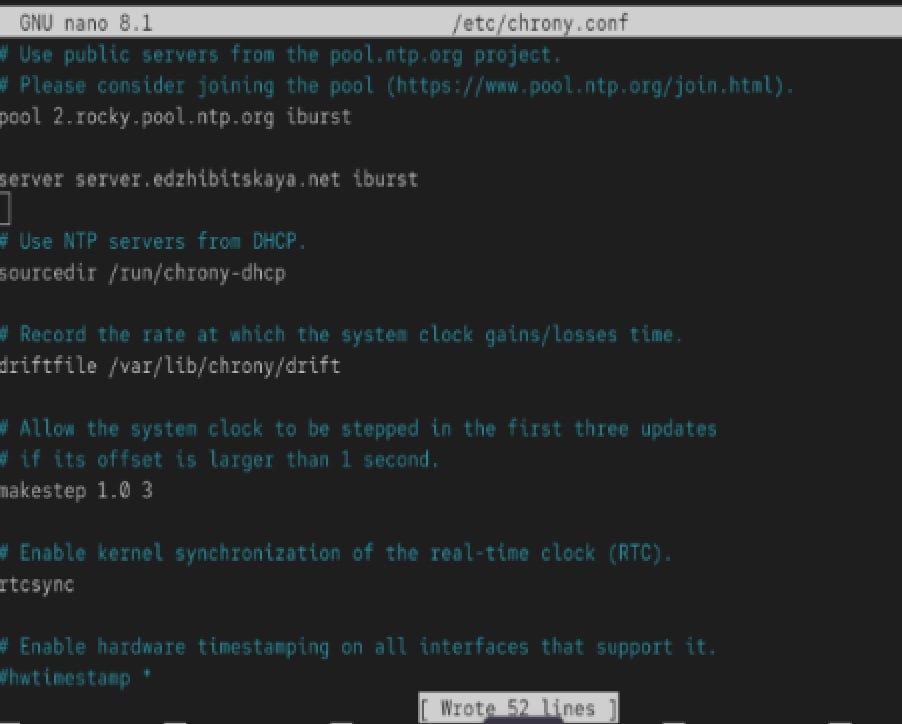 GNU nano 8.1 /etc/chrony.conf
# Use public servers from the pool.ntp.org project.
# Please consider joining the pool (https://www.pool.ntp.org/join.html).
pool 2.rocky.pool.ntp.org iburst
server server.edzhibitskaya.net iburst
# Use NTP servers from DHCP.
sourcedir /run/chrony-dhcp
# Record the rate at which the system clock gains/losses time.
driftfile /var/lib/chrony/drift
# Allow the system clock to be stepped in the first three updates
# if its offset is larger than 1 second.
makestep 1.0 3
# Enable kernel synchronization of the real-time clock (RTC).
rtcsync
# Enable hardware timestamping on all interfaces that support it.
#hwtimestamp *
[ Wrote 52 lines ]